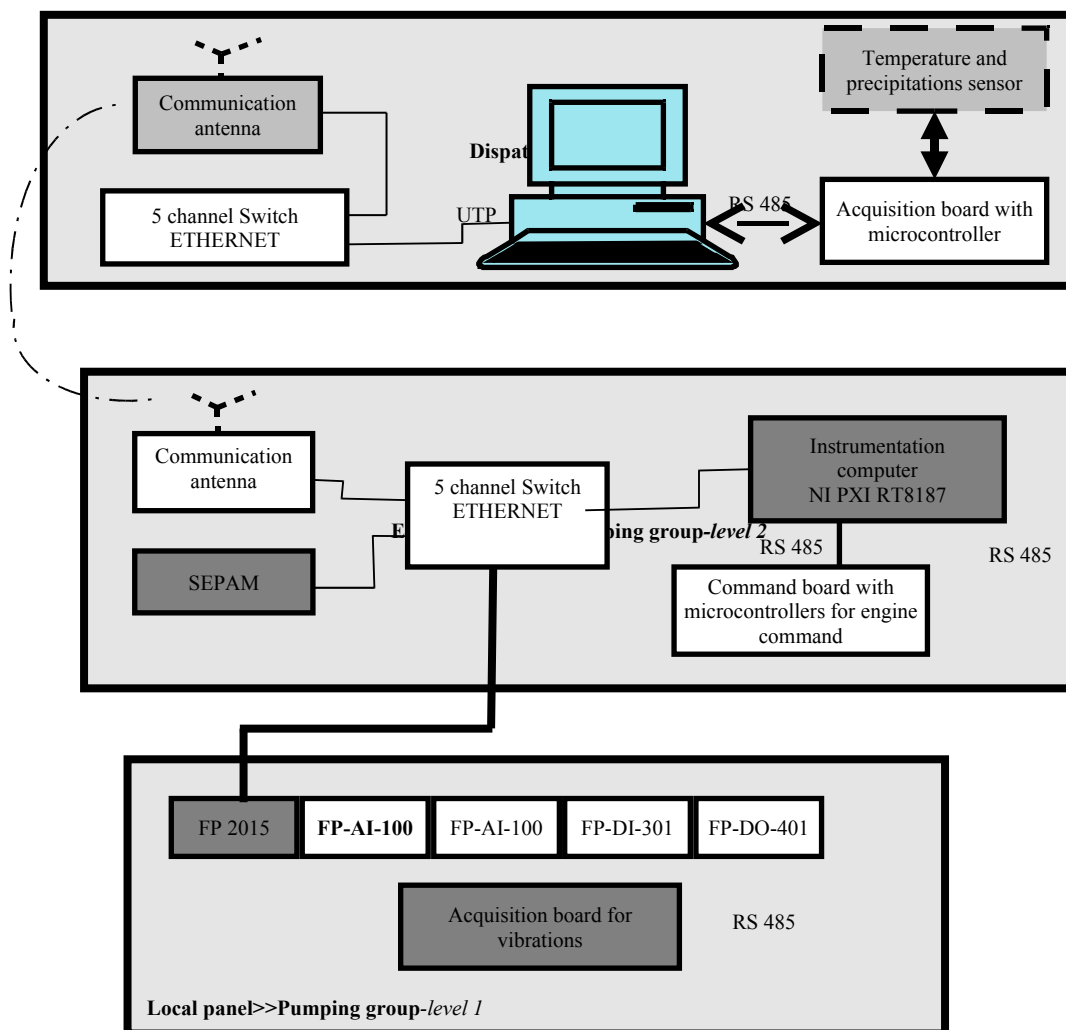 Temperature and
precipitations sensor
Communication
antenna
Dispat
5 channel Switch
ETHERNET
UTP
RS 485
Acquisition board with
microcontroller
Communication
antenna
5 channel Switch
ETHERNET
Instrumentation
computer
NI PXI RT8187
E
ping group-level 2
RS 485
RS 485
SEPAM
Command board with
microcontrollers for engine
command
FP 2015
FP-AI-100
FP-AI-100
FP-DI-301
FP-DO-401
Acquisition board for
vibrations
RS 485
Local panel>>Pumping group-level 1